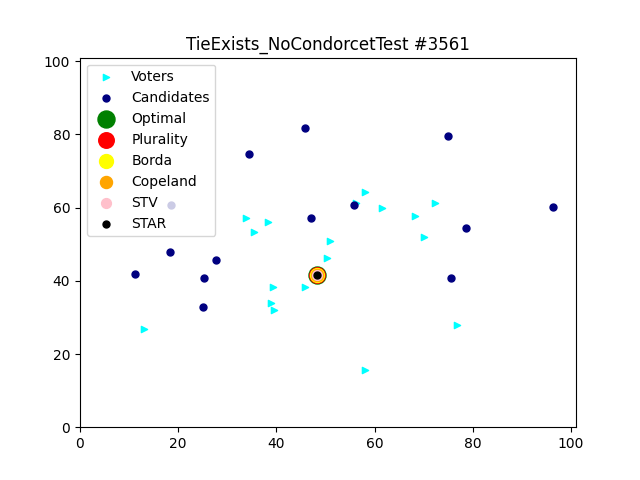 TieExists_NoCondorcetTest #3561
100
80
60
40
20
0
Voters
Candidates
Optimal
Plurality
Borda
Copeland
STV
STAR
0 20 40 60 80 100